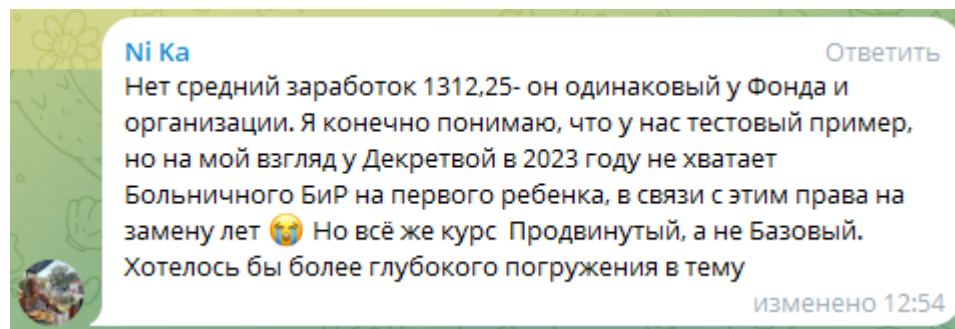 Ni Ka
Ответить
Нет средний заработок 1312,25- он одинаковый у Фонда и
организации. Я конечно понимаю, что у нас тестовый пример,
но на мой взгляд у Декретвой в 2023 году не хватает
Больничного БиР на первого ребенка, в связи с этим права на
замену лет 😭 Но всё же курс Продвинутый, а не Базовый.
Хотелось бы более глубокого погружения в тему
изменено 12:54